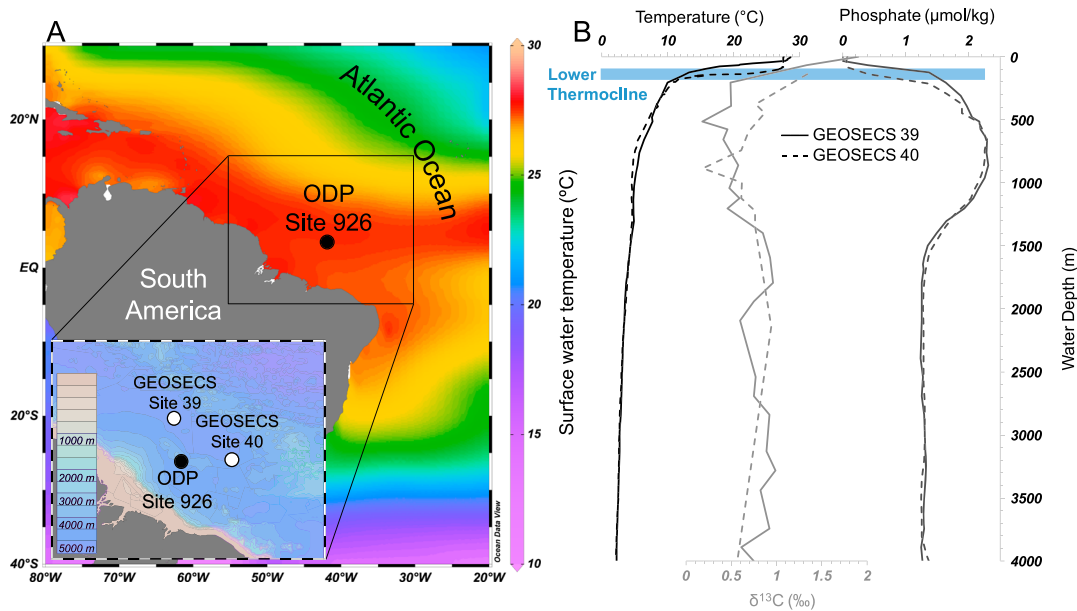 A
Atlantic Ocean
ODP
Site 926
South
America
20°N
EQ
20°S
40°S
80°W
70°W
60°W
50°W
40°W
30°W
20°W
Ocean Data View
30
25
20
15
10
Surface water temperature (ºC)
GEOSECS
Site 39
GEOSECS
Site 40
ODP
Site 926
1000 m
2000 m
3000 m
4000 m
5000 m
B
Temperature (°C)
Phosphate (µmol/kg)
0 10 20 30
0 1 2
Lower
Thermocline
GEOSECS 39
GEOSECS 40
0
500
1000
1500
2000
2500
3000
3500
4000
Water Depth (m)
0 0.5 1 1.5 2
δ¹³C (‰)